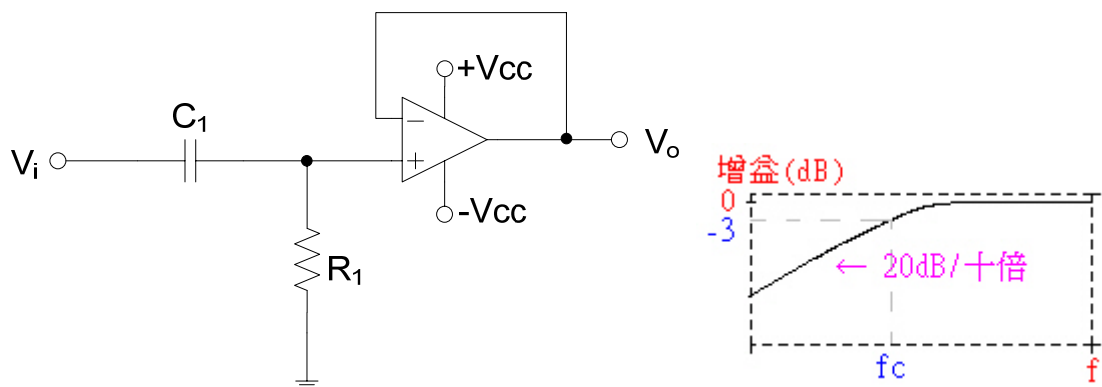 +Vcc
C₁
−
Vᵢ
+
Vₒ
-Vcc
R₁
增益(dB)
0
-3
← 20dB/十倍
fc
f